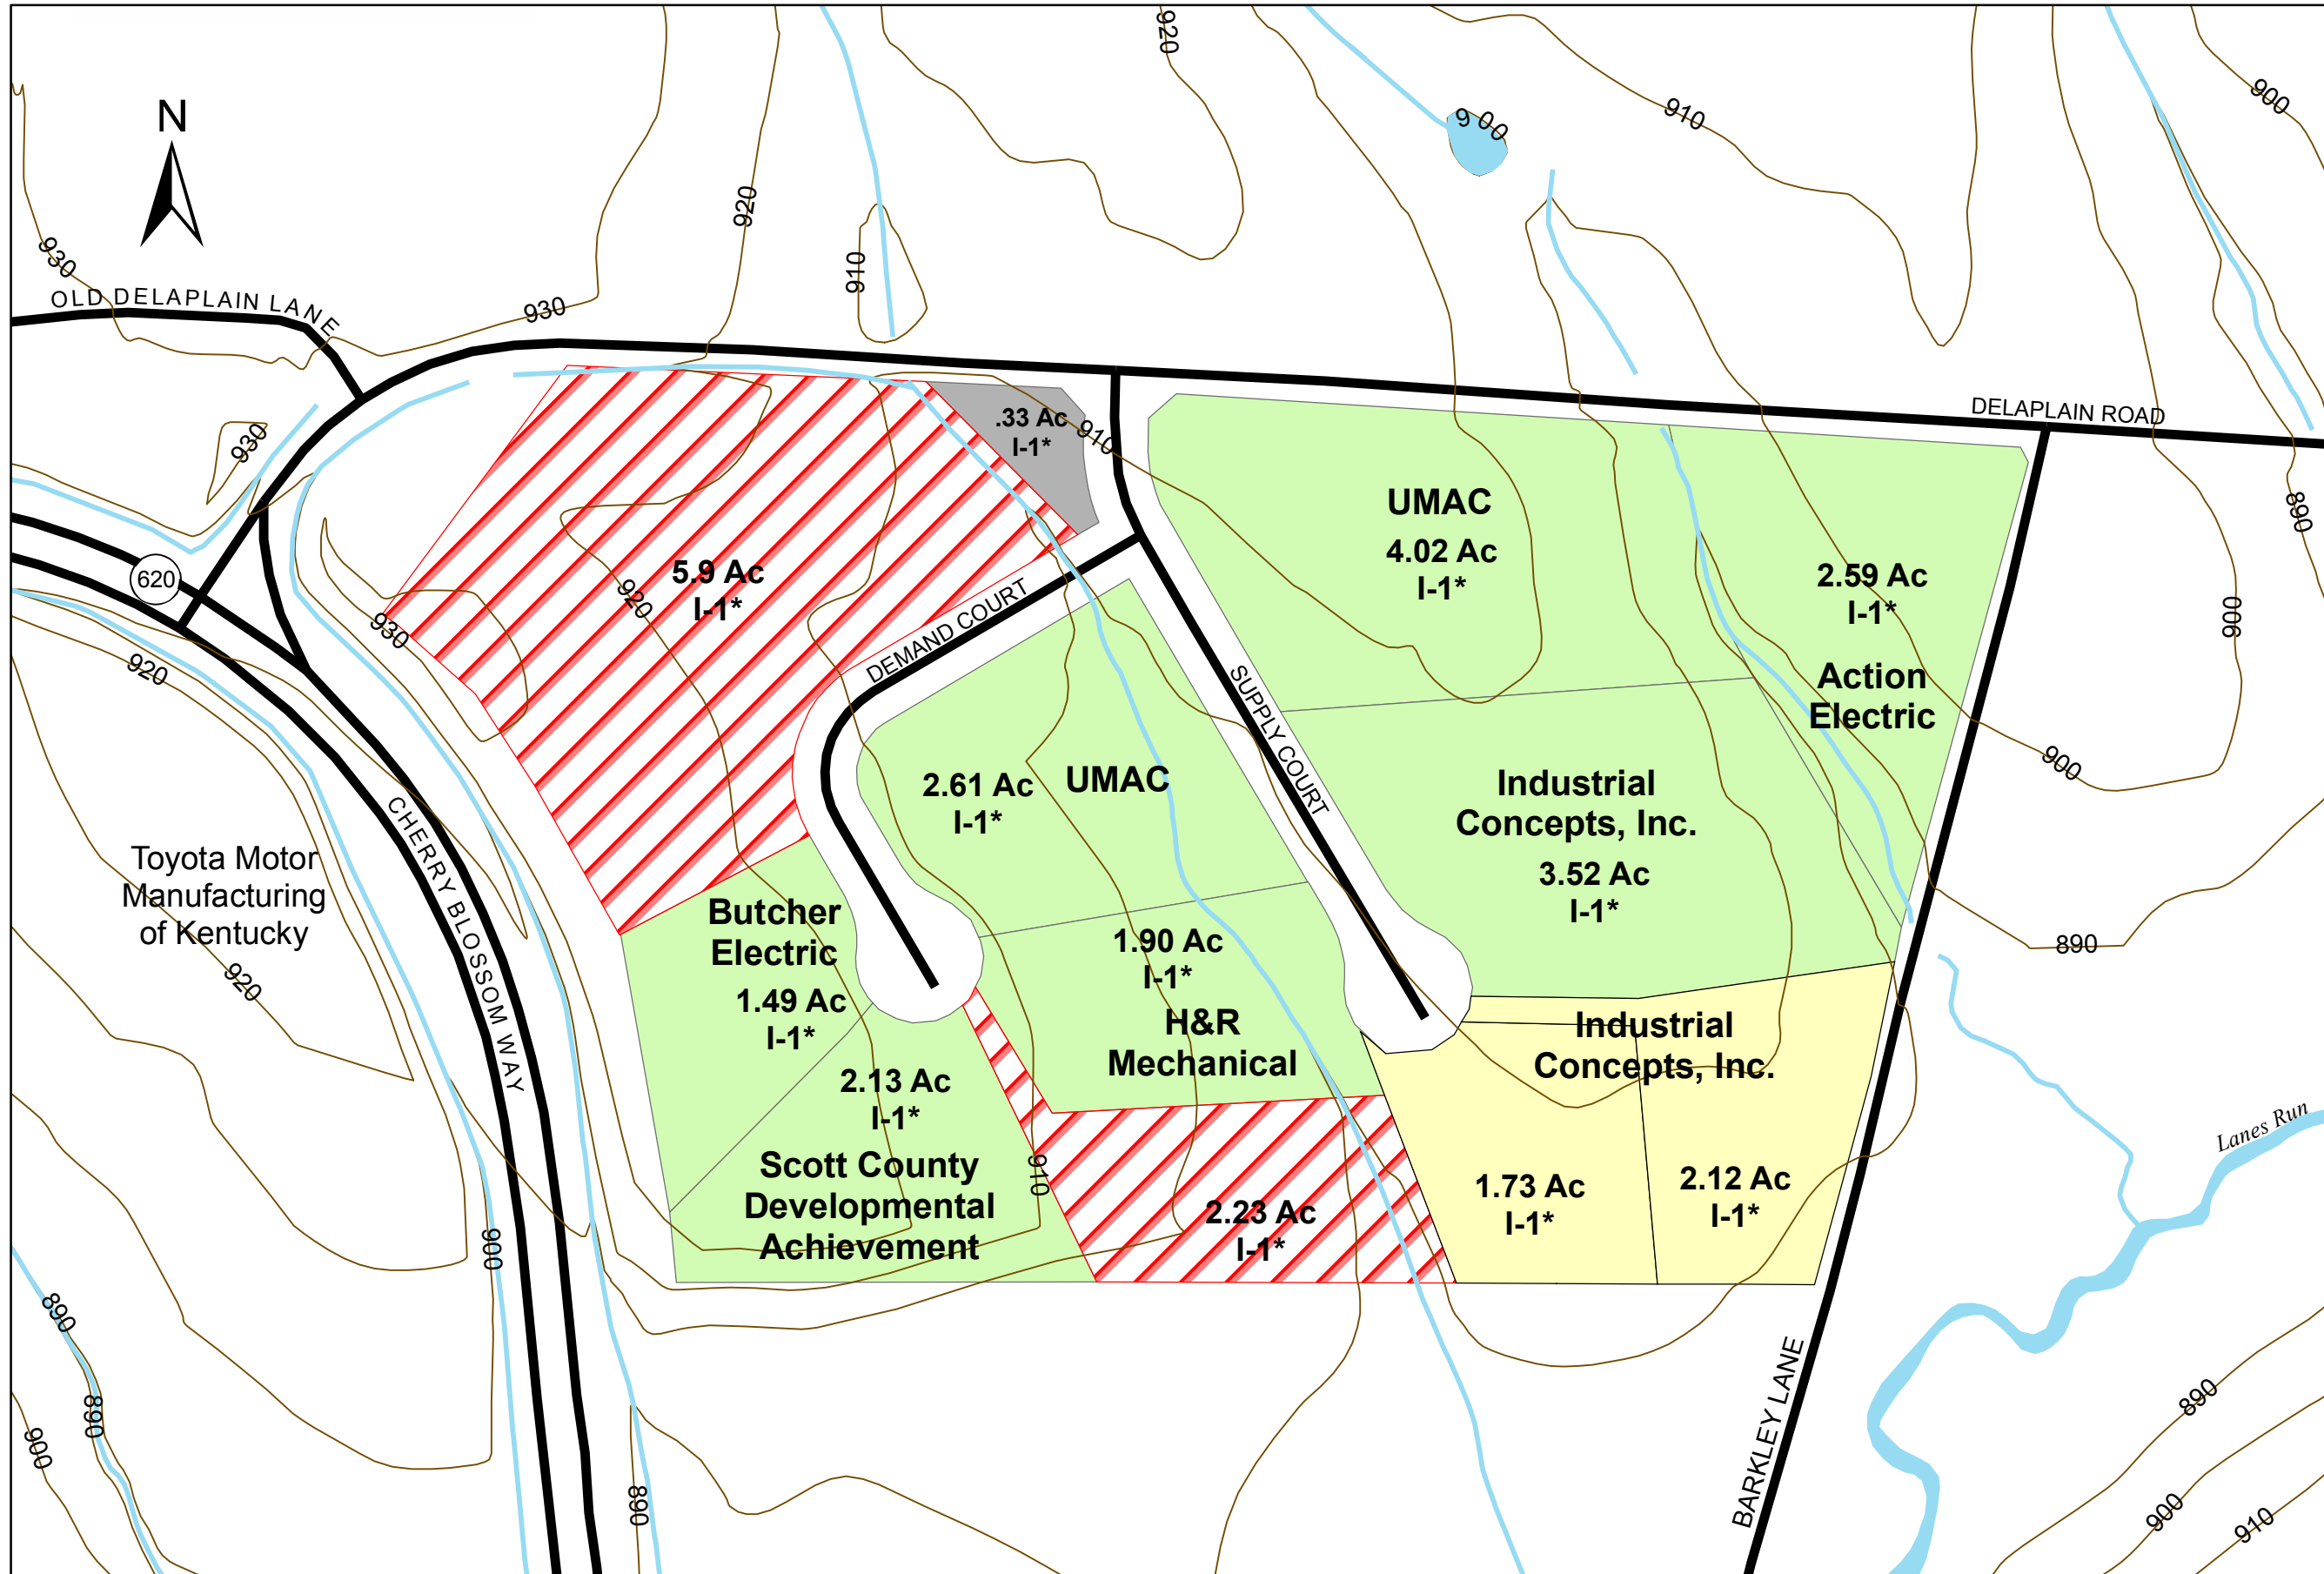 920
900
910
900
N
920
930
910
OLD DELAPLAIN LANE
930
DELAPLAIN ROAD
.33 Ac
I-1*
910
930
UMAC
4.02 Ac
I-1*
890
620
5.9 Ac
I-1*
920
2.59 Ac
I-1*
900
930
DEMAND COURT
920
Action
Electric
SUPPLY COURT
900
2.61 Ac
I-1*
UMAC
Industrial
Concepts, Inc.
3.52 Ac
I-1*
CHERRY BLOSSOM WAY
Toyota Motor
Manufacturing
of Kentucky
920
Butcher
Electric
1.49 Ac
I-1*
1.90 Ac
I-1*
H&R
Mechanical
890
Industrial
Concepts, Inc.
2.13 Ac
I-1*
Scott County
Developmental
Achievement
910
2.23 Ac
I-1*
1.73 Ac
I-1*
2.12 Ac
I-1*
Lanes Run
900
890
890
900
890
BARKLEY LANE
890
900
910